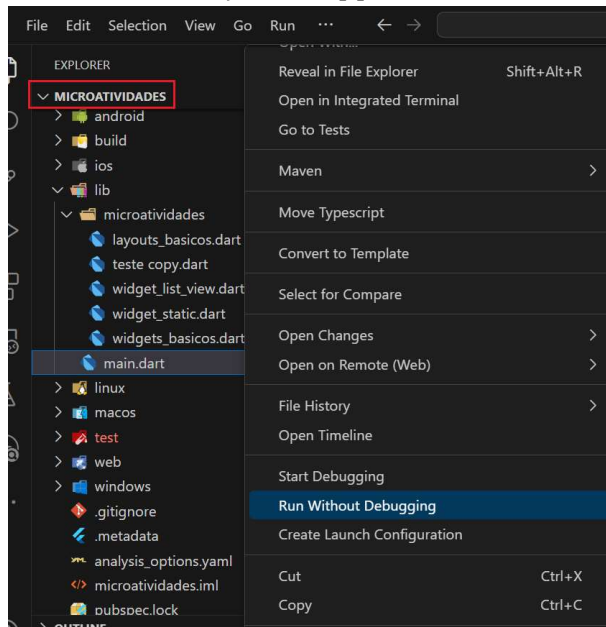 File Edit Selection View Go Run ··· ← →
EXPLORER
MICROATIVIDADES
android
build
ios
lib
microatividades
layouts_basicos.dart
teste copy.dart
widget_list_view.dart
widget_static.dart
widgets_basicos.dart
main.dart
linux
macos
test
web
windows
.gitignore
.metadata
analysis_options.yaml
microatividades.iml
pubspec.lock
OUTLINE
Open With...
Reveal in File Explorer Shift+Alt+R
Open in Integrated Terminal
Go to Tests
Maven
Move Typescript
Convert to Template
Select for Compare
Open Changes
Open on Remote (Web)
File History
Open Timeline
Start Debugging
Run Without Debugging
Create Launch Configuration
Cut Ctrl+X
Copy Ctrl+C